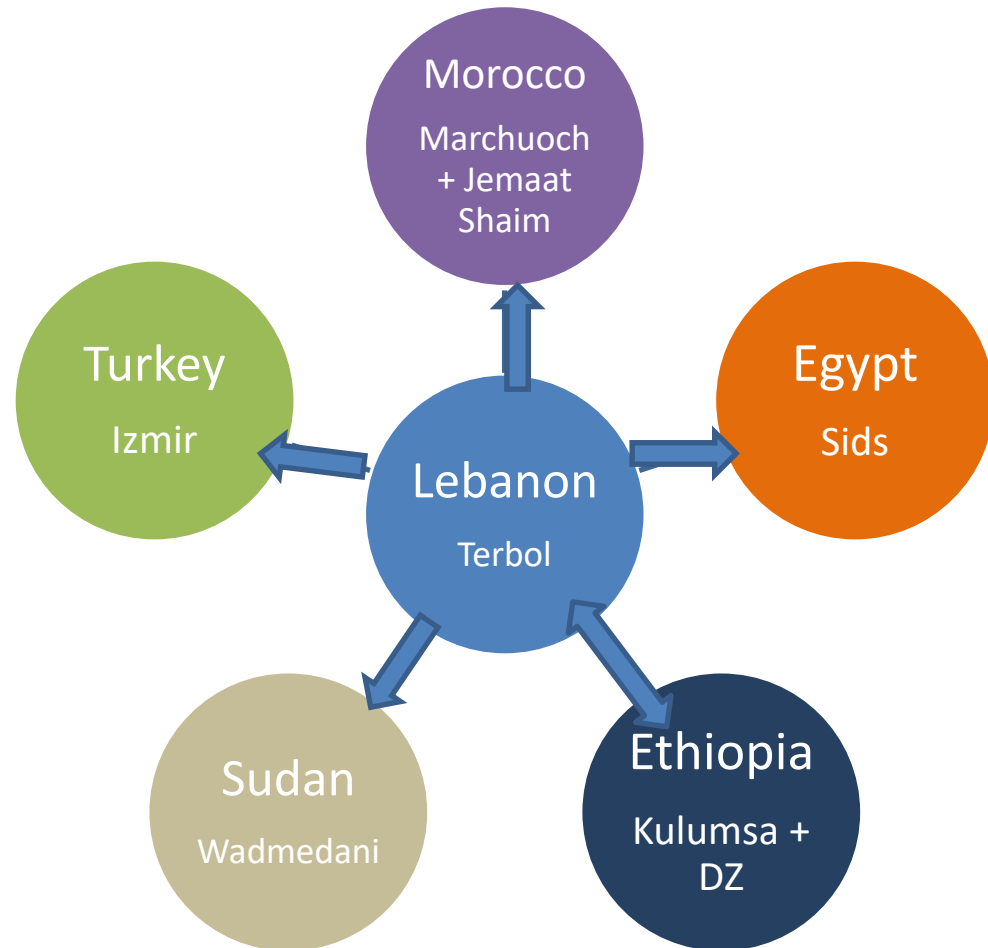 Morocco
Marchuoch
+ Jemaat
Shaim
Turkey
Izmir
Egypt
Sids
Lebanon
Terbol
Sudan
Wadmedani
Ethiopia
Kulumsa +
DZ